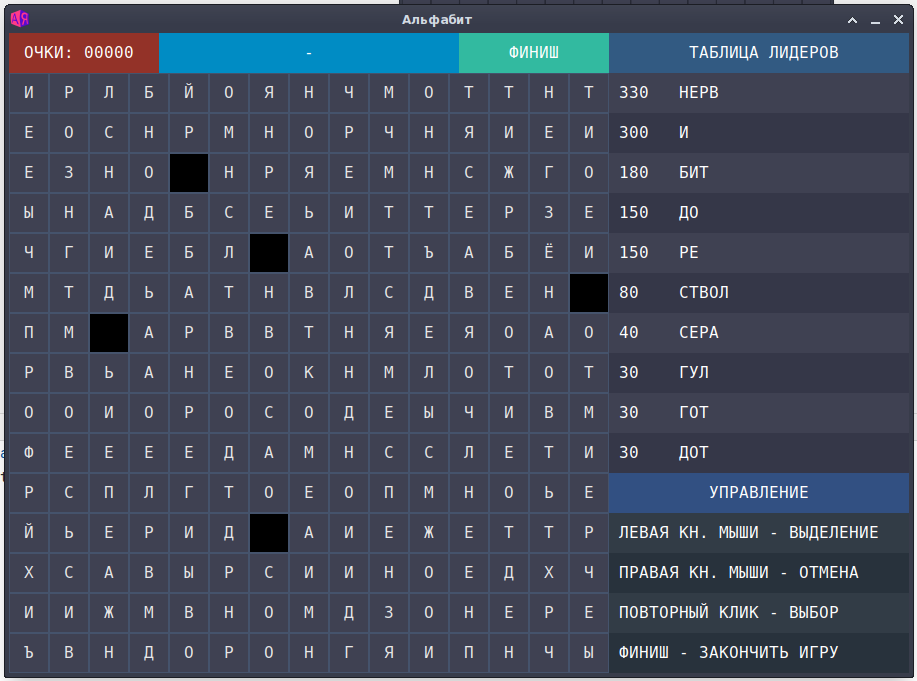 Альфабит
ОЧКИ: 00000 - ФИНИШ ТАБЛИЦА ЛИДЕРОВ
И Р Л Б Й О Я Н Ч М О Т Т Н Т 330 НЕРВ
Е О С Н Р М Н О Р Ч Н Я И Е И 300 И
Е З Н О Н Р Я Е М Н С Ж Г О 180 БИТ
Ы Н А Д Б С Е Ь И Т Т Е Р З Е 150 ДО
Ч Г И Е Б Л А О Т Ъ А Б Ё И 150 РЕ
М Т Д Ь А Т Н В Л С Д В Е Н 80 СТВОЛ
П М А Р В В Т Н Я Е Я О А О 40 СЕРА
Р В Ь А Н Е О К Н М Л О Т О Т 30 ГУЛ
О О И О Р О С О Д Е Ы Ч И В М 30 ГОТ
Ф Е Е Е Е Д А М Н С С Л Е Т И 30 ДОТ
Р С П Л Г Т О Е О П М Н О Ь Е УПРАВЛЕНИЕ
Й Ь Е Р И Д А И Е Ж Е Т Т Р ЛЕВАЯ КН. МЫШИ - ВЫДЕЛЕНИЕ
Х С А В Ы Р С И И Н О Е Д Х Ч ПРАВАЯ КН. МЫШИ - ОТМЕНА
И И Ж М В Н О М Д З О Н Е Р Е ПОВТОРНЫЙ КЛИК - ВЫБОР
Ъ В Н Д О Р О Н Г Я И П Н Ч Ы ФИНИШ - ЗАКОНЧИТЬ ИГРУ